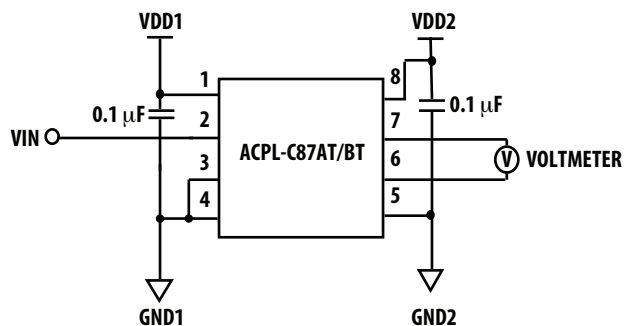 VDD1
VDD2
1
8
0.1 μF
0.1 μF
2
7
VIN
ACPL-C87AT/BT
V
VOLTMETER
3
6
4
5
GND1
GND2